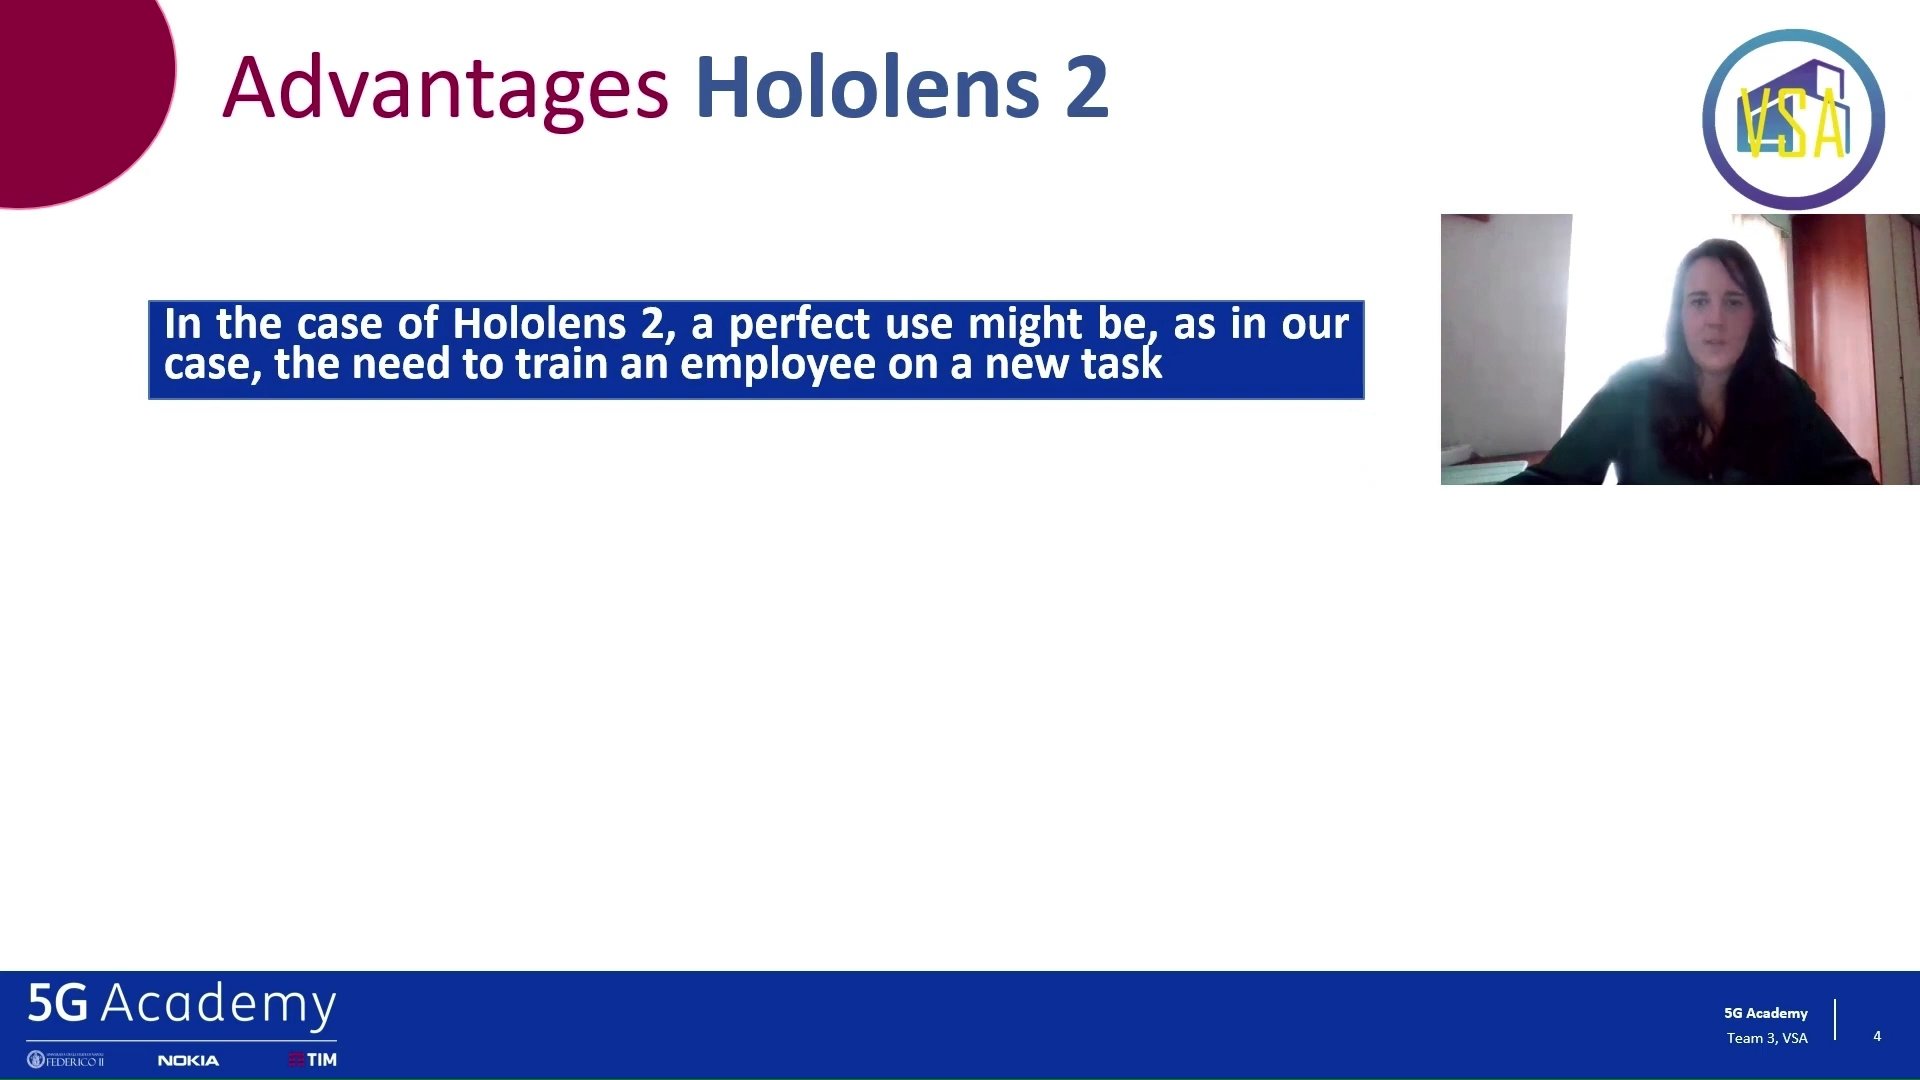 Advantages Hololens 2
VSA
In the case of Hololens 2, a perfect use might be, as in our
case, the need to train an employee on a new task
5G Academy
FEDERICO II
NOKIA
TIM
5G Academy
Team 3, VSA
4